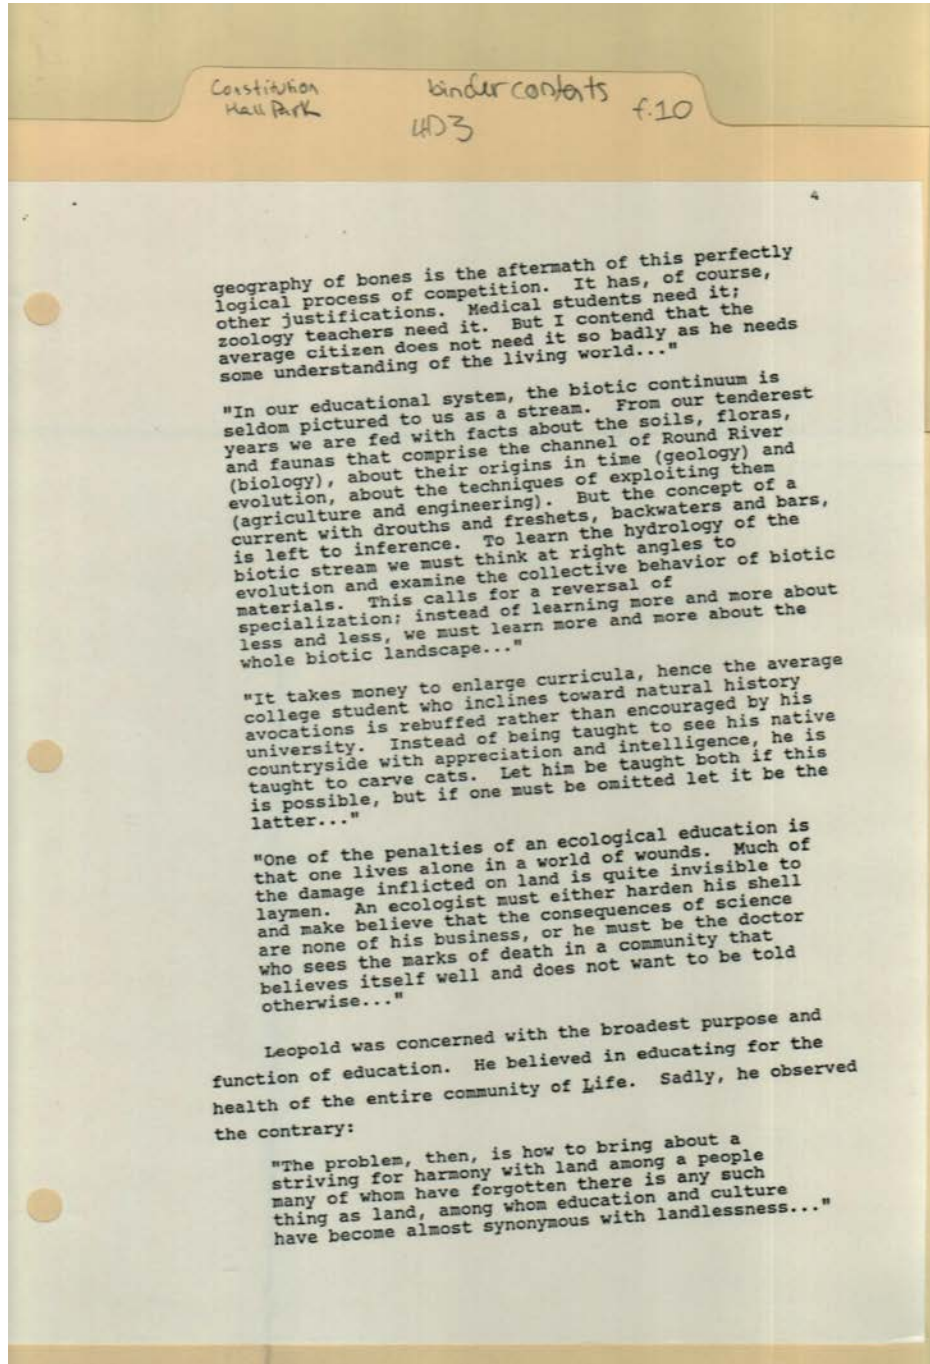 Constitution
Hall Park
binder contents
f.10
4D3
4
geography of bones is the aftermath of this perfectly
logical process of competition.  It has, of course,
other justifications.  Medical students need it;
zoology teachers need it.  But I contend that the
average citizen does not need it so badly as he needs
some understanding of the living world..."
"In our educational system, the biotic continuum is
seldom pictured to us as a stream.  From our tenderest
years we are fed with facts about the soils, floras,
and faunas that comprise the channel of Round River
(biology), about their origins in time (geology) and
evolution, about the techniques of exploiting them
(agriculture and engineering).  But the concept of a
current with drouths and freshets, backwaters and bars,
is left to inference.  To learn the hydrology of the
biotic stream we must think at right angles to
evolution and examine the collective behavior of biotic
materials.  This calls for a reversal of
specialization; instead of learning more and more about
less and less, we must learn more and more about the
whole biotic landscape..."
"It takes money to enlarge curricula, hence the average
college student who inclines toward natural history
avocations is rebuffed rather than encouraged by his
university.  Instead of being taught to see his native
countryside with appreciation and intelligence, he is
taught to carve cats.  Let him be taught both if this
is possible, but if one must be omitted let it be the
latter..."
"One of the penalties of an ecological education is
that one lives alone in a world of wounds.  Much of
the damage inflicted on land is quite invisible to
laymen.  An ecologist must either harden his shell
and make believe that the consequences of science
are none of his business, or he must be the doctor
who sees the marks of death in a community that
believes itself well and does not want to be told
otherwise..."
Leopold was concerned with the broadest purpose and
function of education.  He believed in educating for the
health of the entire community of Life.  Sadly, he observed
the contrary:
"The problem, then, is how to bring about a
striving for harmony with land among a people
many of whom have forgotten there is any such
thing as land, among whom education and culture
have become almost synonymous with landlessness..."